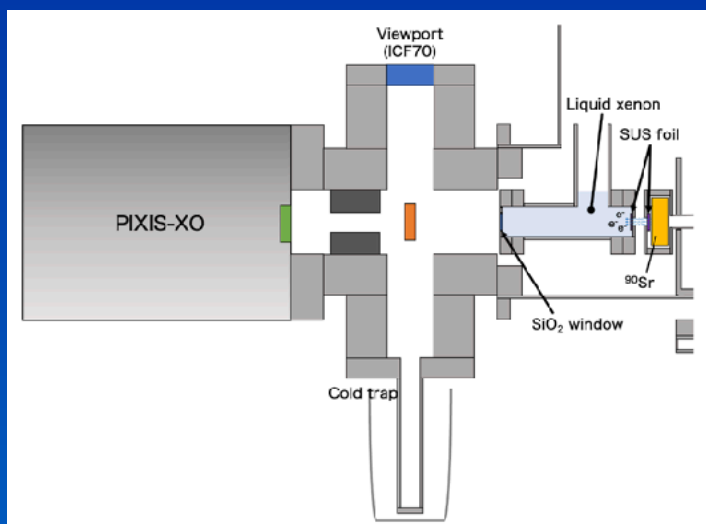 Viewport
(ICF70)
Liquid xenon
SUS foil
PIXIS-XO
e⁻
e⁻
e⁻
⁹⁰Sr
SiO₂ window
Cold trap